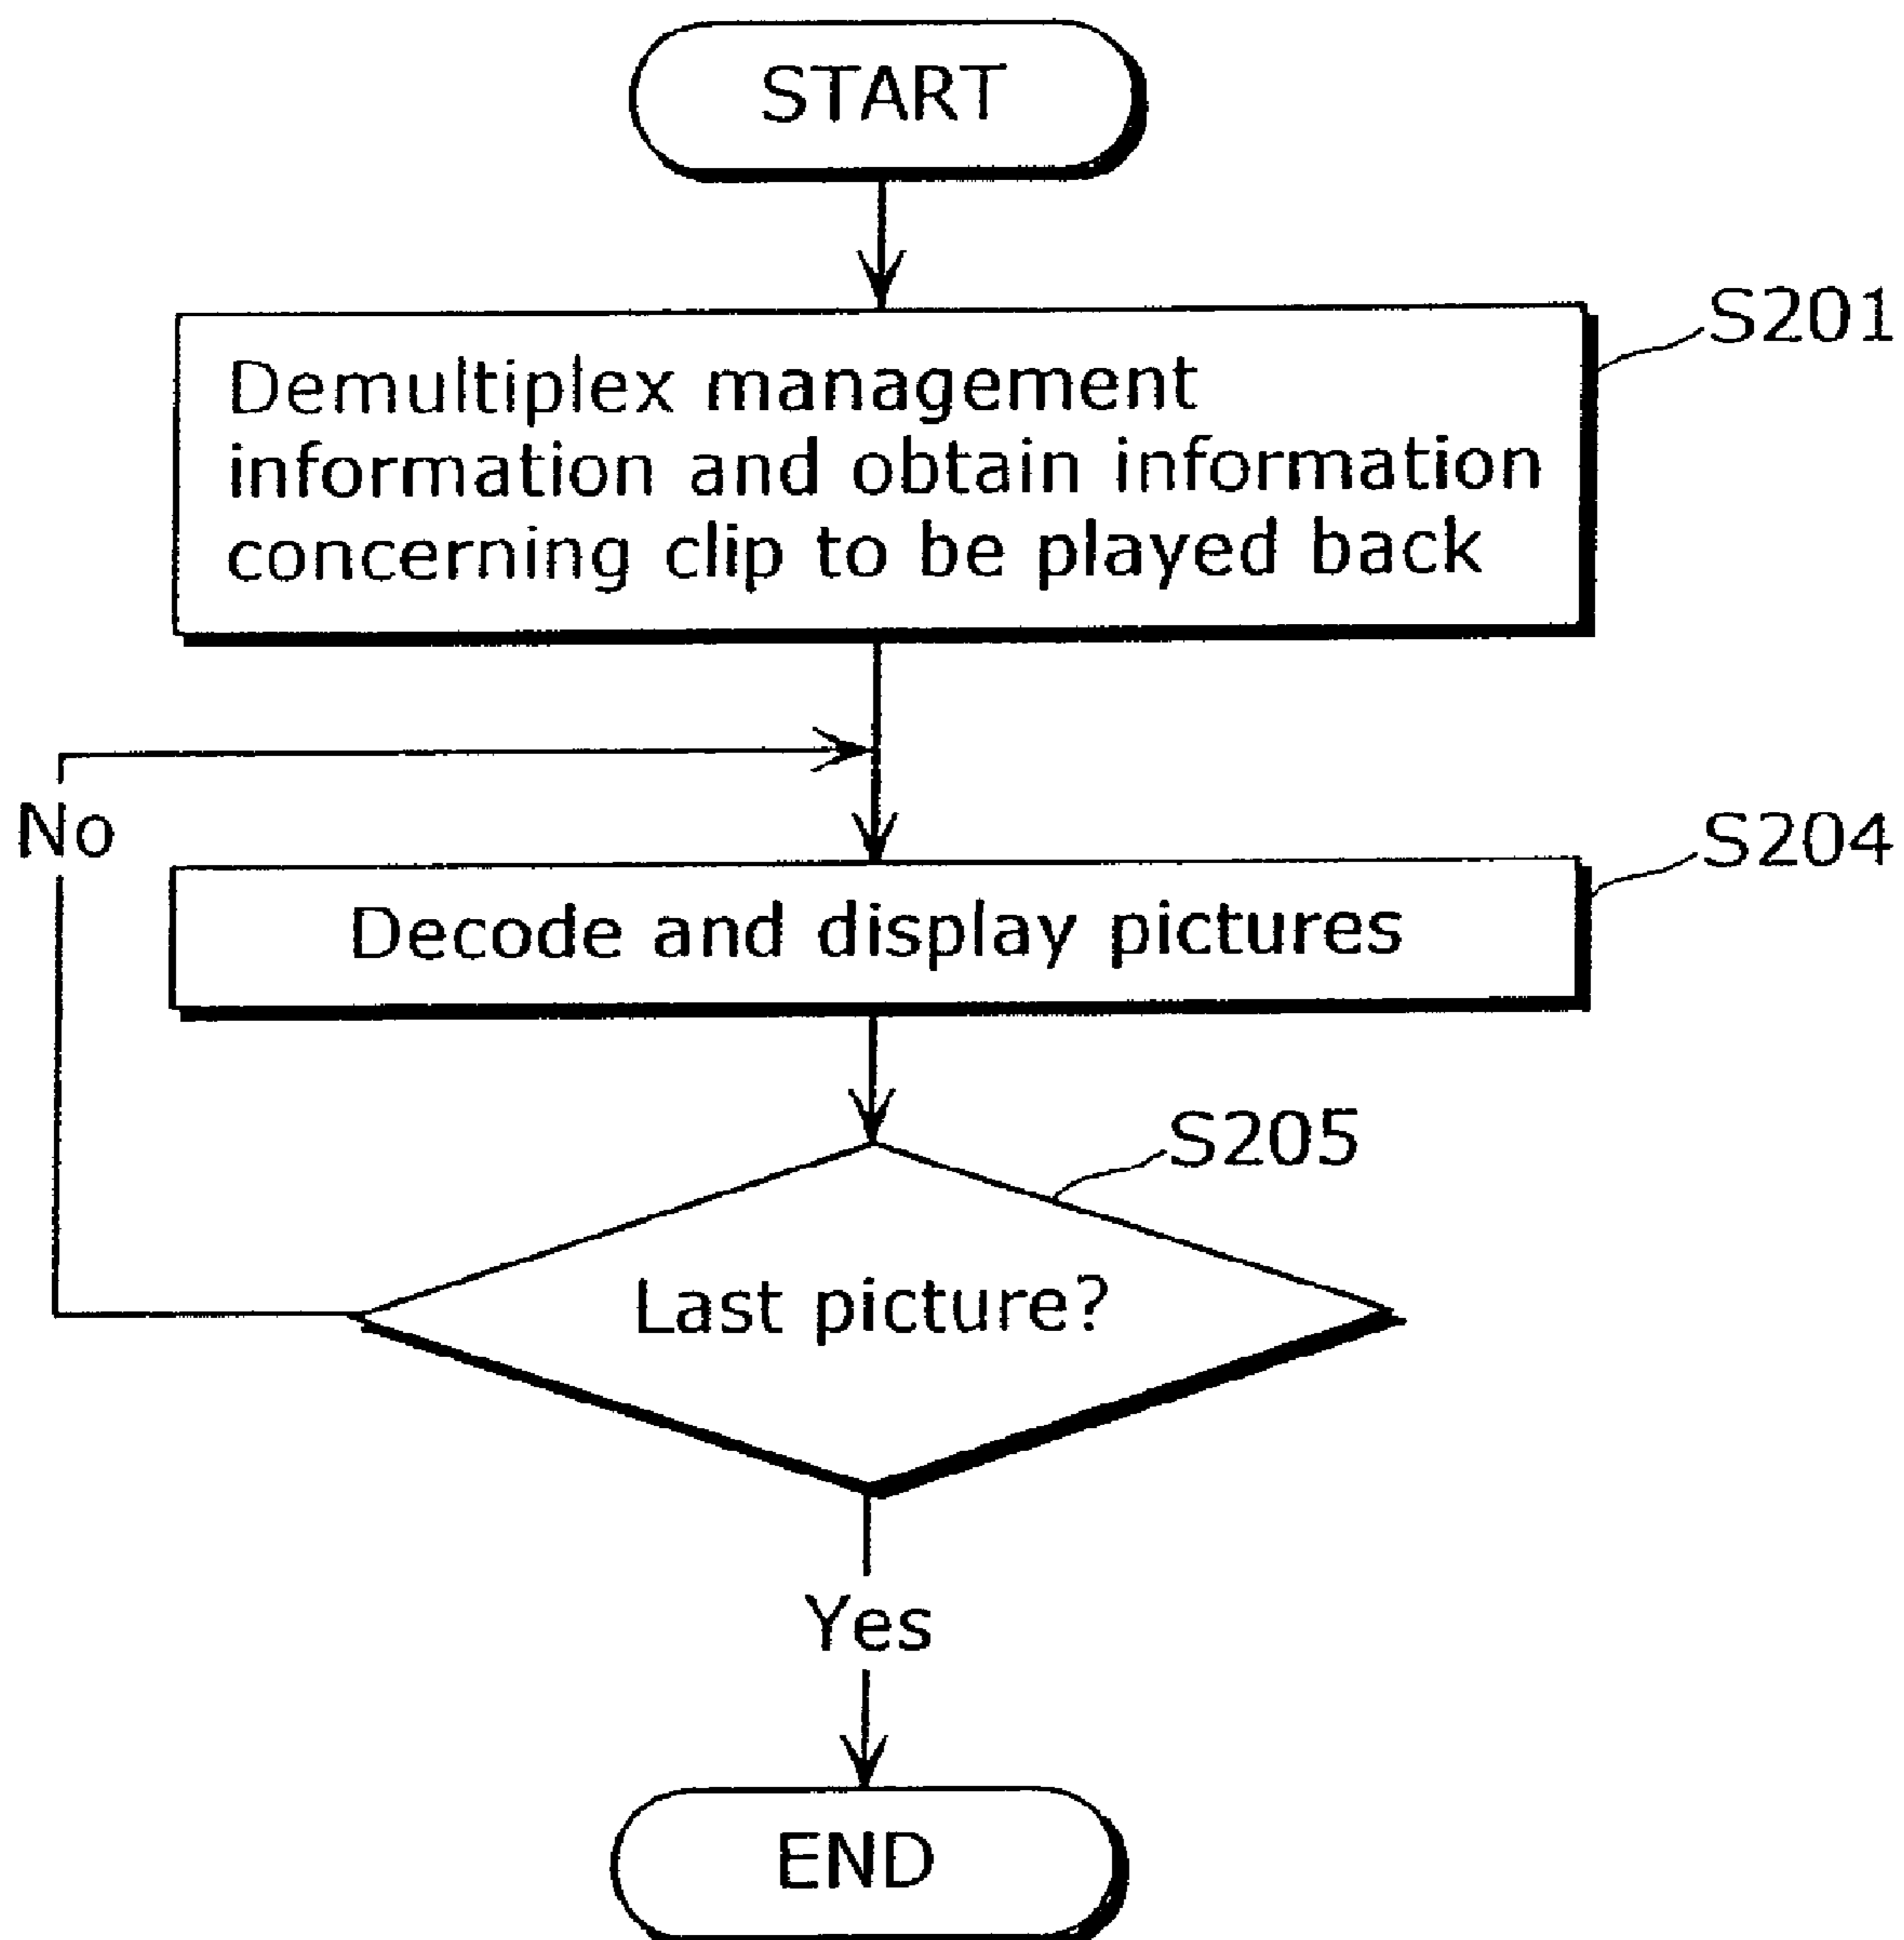 START
S201
Demultiplex management
information and obtain information
concerning clip to be played back
No
S204
Decode and display pictures
S205
Last picture?
Yes
END